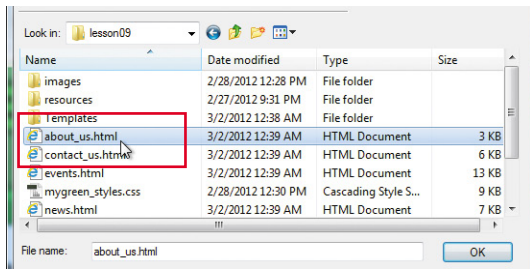 Look in: lesson09
Name Date modified Type Size
images 2/28/2012 12:28 PM File folder
resources 2/27/2012 9:31 PM File folder
Templates 3/2/2012 12:38 AM File folder
about_us.html 3/2/2012 12:39 AM HTML Document 3 KB
contact_us.html 3/2/2012 12:39 AM HTML Document 6 KB
events.html 3/2/2012 12:39 AM HTML Document 13 KB
mygreen_styles.css 2/28/2012 12:30 PM Cascading Style S... 9 KB
news.html 3/2/2012 12:39 AM HTML Document 7 KB
File name: about_us.html OK